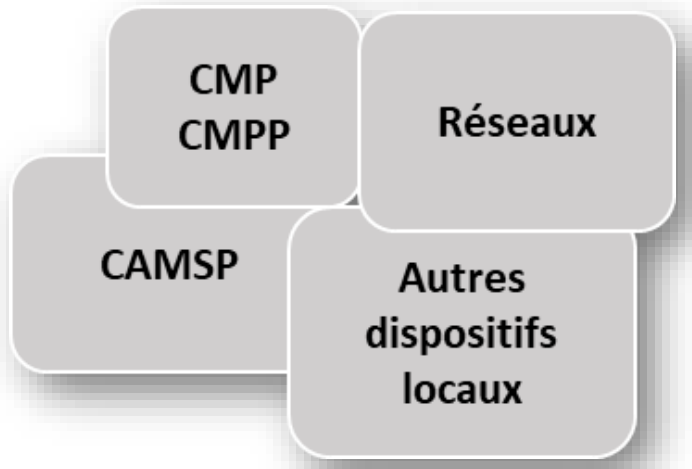 CMP
CMPP
Réseaux
CAMSP
Autres
dispositifs
locaux